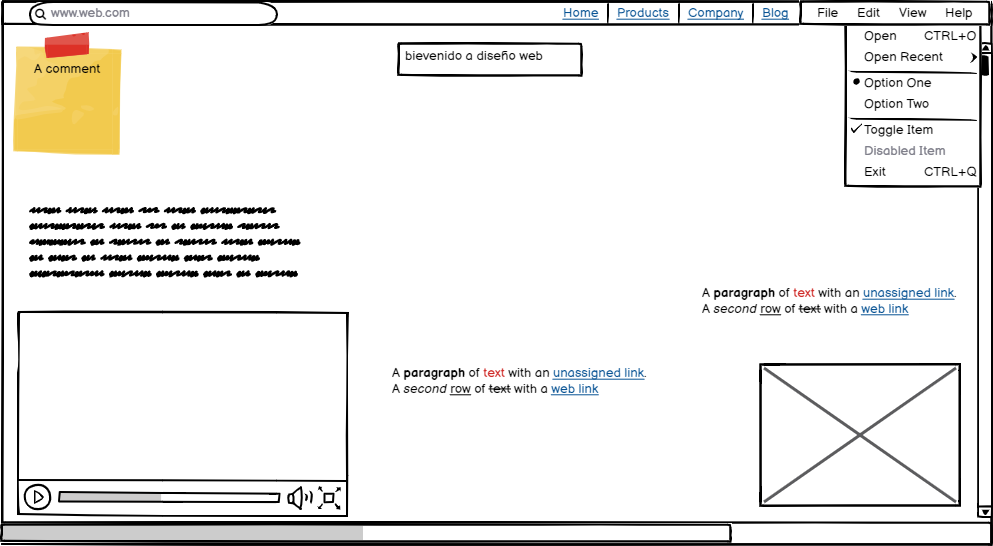 www.web.com
Home Products Company Blog File Edit View Help
Open CTRL+O
Open Recent
Option One
Option Two
Toggle Item
Disabled Item
Exit CTRL+Q
A comment
bievenido a diseño web
A paragraph of text with an unassigned link.
A second row of text with a web link
A paragraph of text with an unassigned link.
A second row of text with a web link